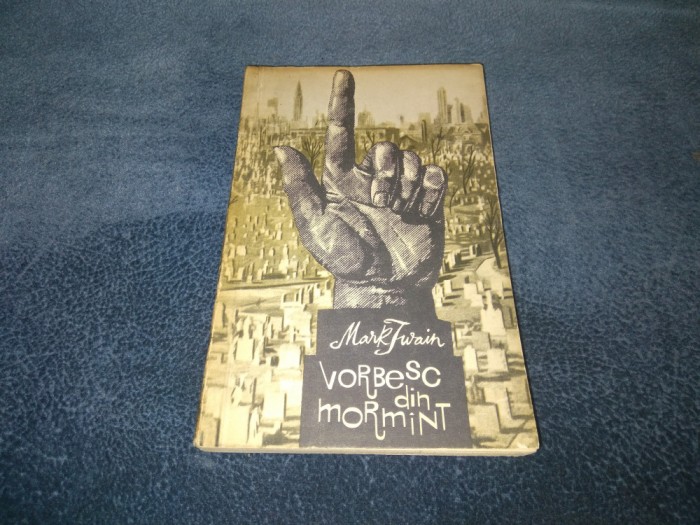 Mark Twain
VORBESC
din
MORMINT